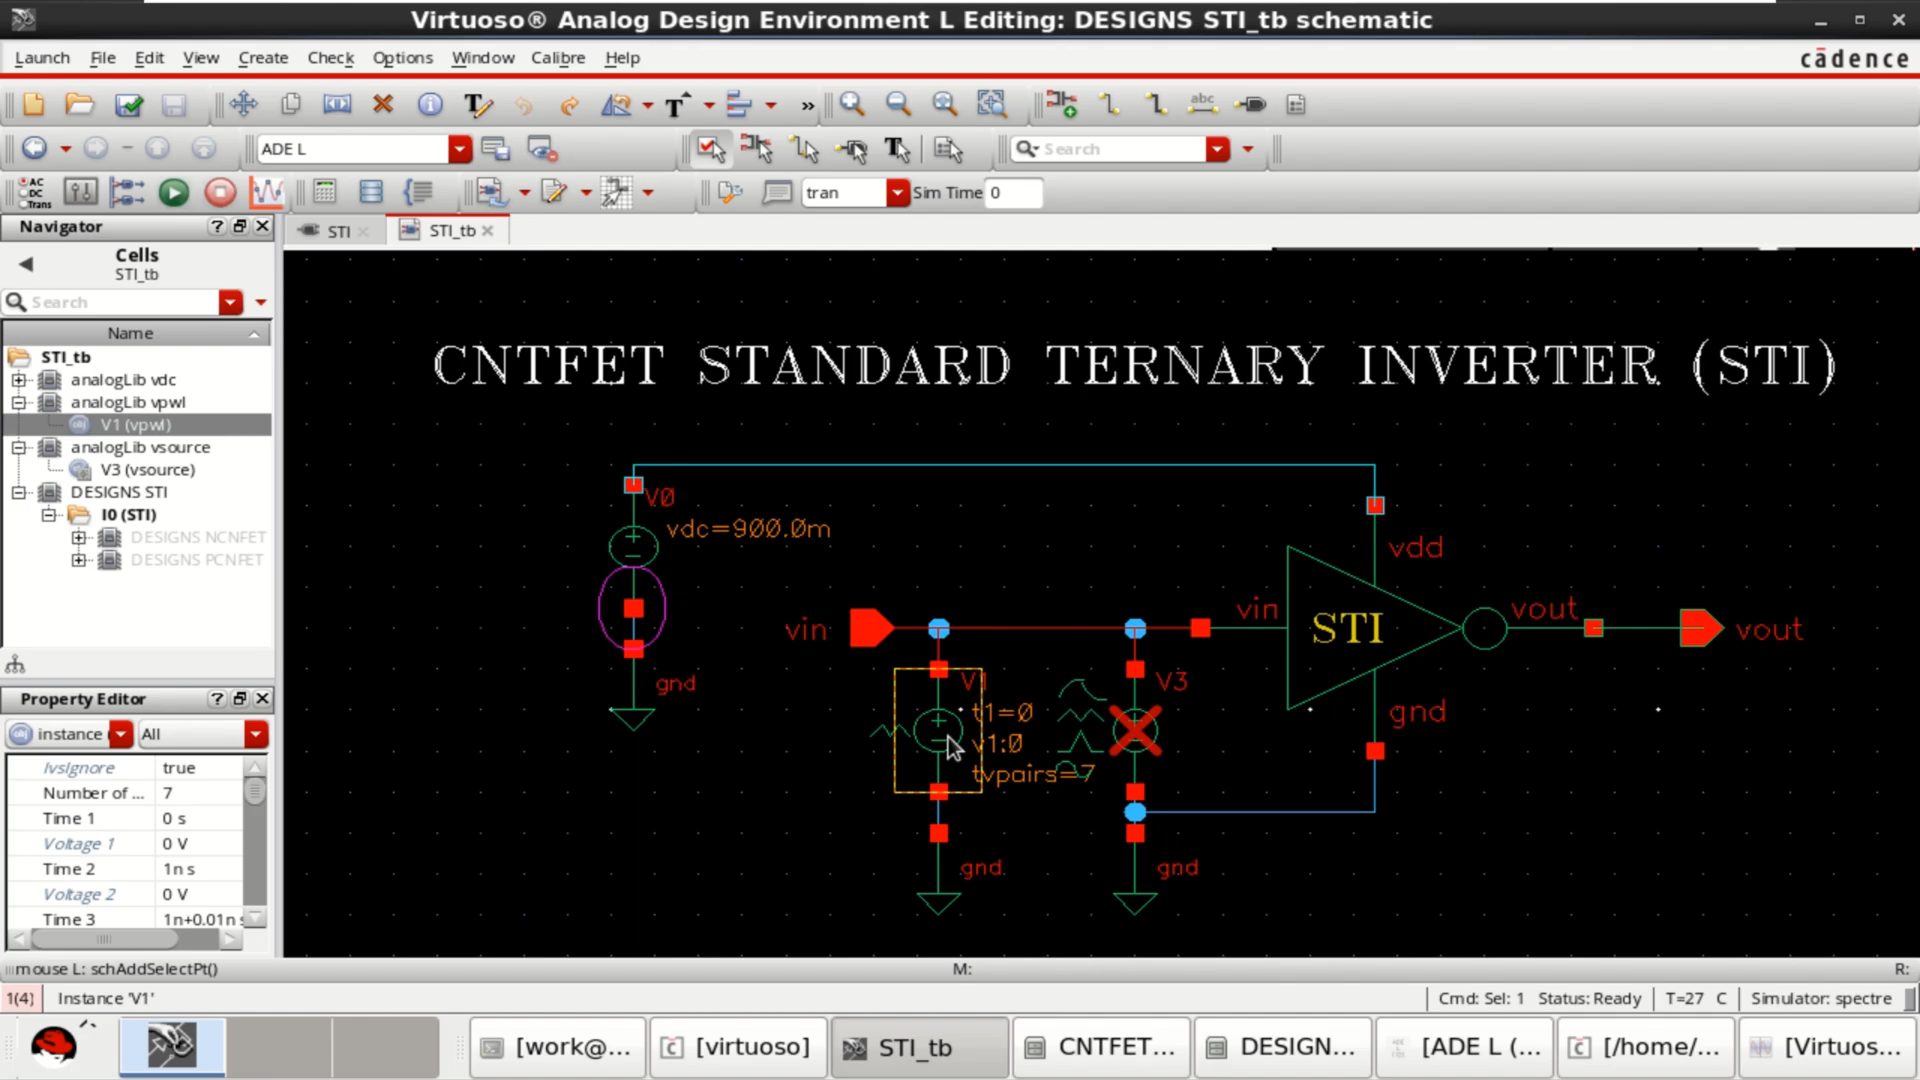 Virtuoso® Analog Design Environment L Editing: DESIGNS STI_tb schematic
Launch File Edit View Create Check Options Window Calibre Help
cādence
abc
ADE L
Search
AC
DC
Trans
tran
Sim Time 0
Navigator
STI
STI_tb
Cells
STI_tb
Search
Name
STI_tb
analogLib vdc
analogLib vpwl
V1 (vpwl)
analogLib vsource
V3 (vsource)
DESIGNS STI
I0 (STI)
DESIGNS NCNFET
DESIGNS PCNFET
Property Editor
instance
All
lvsIgnore true
Number of ... 7
Time 1 0 s
Voltage 1 0 V
Time 2 1n s
Voltage 2 0 V
Time 3 1n+0.01n s
CNTFET STANDARD TERNARY INVERTER (STI)
V0
vdc=900.0m
gnd
vin
V1
t1=0
v1:0
tvpairs=7
gnd
V3
gnd
vin
STI
vdd
gnd
vout
vout
mouse L: schAddSelectPt()
M:
R:
1(4)
Instance 'V1'
Cmd: Sel: 1 Status: Ready
T=27 C
Simulator: spectre
[work@...
[virtuoso]
STI_tb
CNTFET...
DESIGN...
[ADE L (...
[/home/...
[Virtuos...